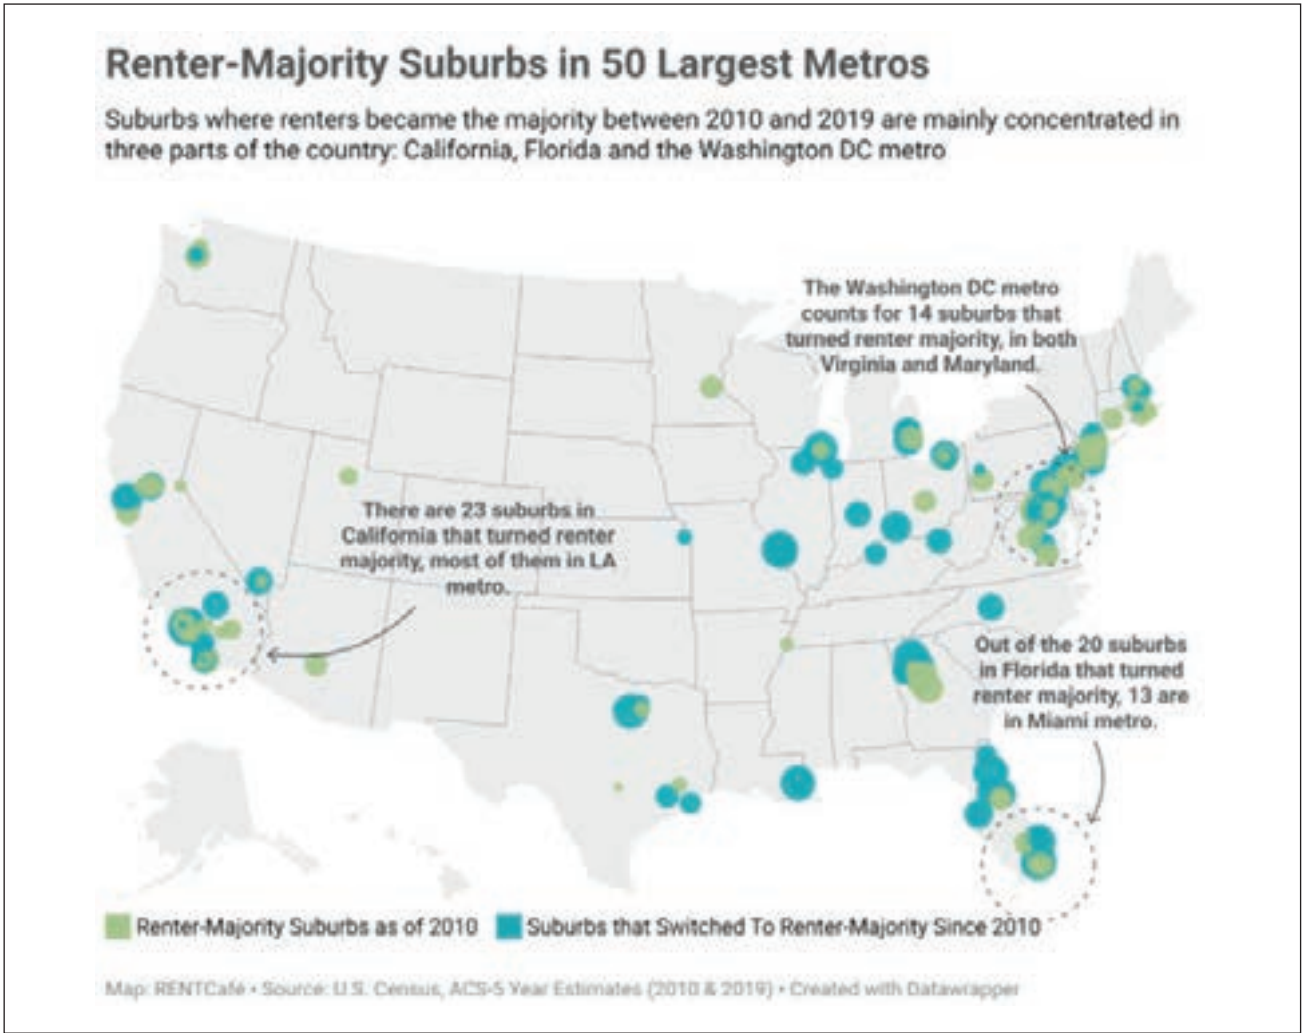 Renter-Majority Suburbs in 50 Largest Metros
Suburbs where renters became the majority between 2010 and 2019 are mainly concentrated in
three parts of the country: California, Florida and the Washington DC metro
The Washington DC metro
counts for 14 suburbs that
turned renter majority, in both
Virginia and Maryland.
There are 23 suburbs in
California that turned renter
majority, most of them in LA
metro.
Out of the 20 suburbs
in Florida that turned
renter majority, 13 are
in Miami metro.
Renter-Majority Suburbs as of 2010 Suburbs that Switched To Renter-Majority Since 2010
Map: RENTCafé • Source: U.S. Census, ACS-5 Year Estimates (2010 & 2019) • Created with Datawrapper